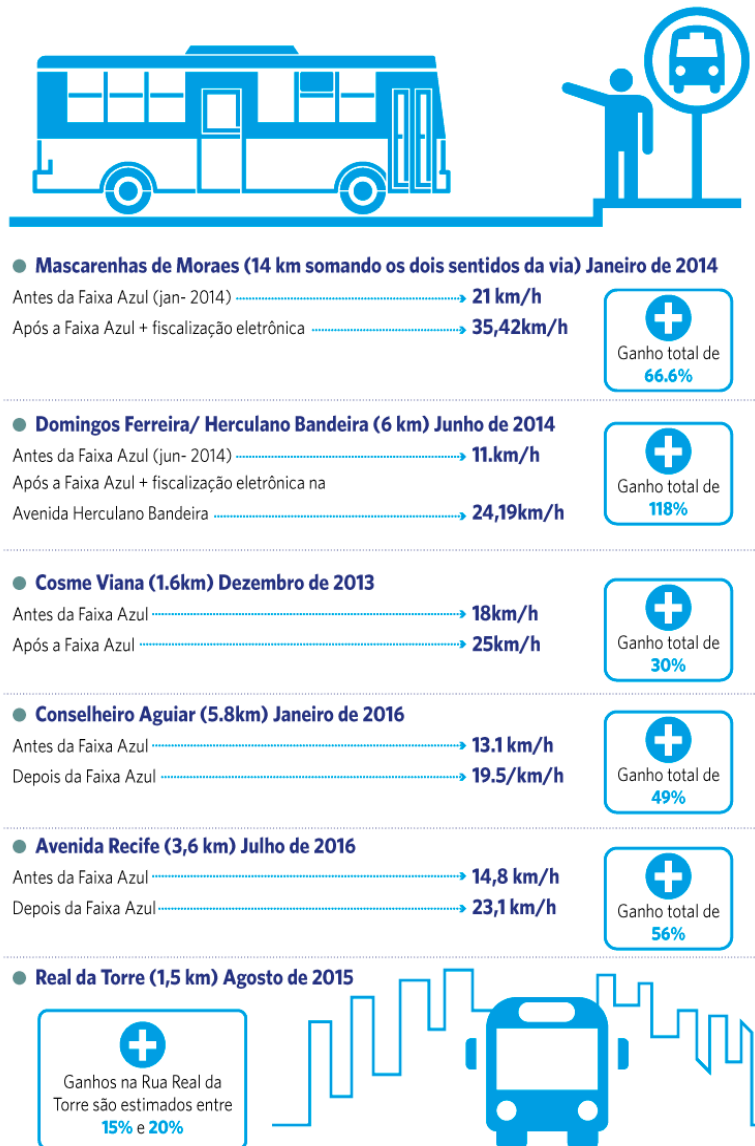 Mascarenhas de Moraes (14 km somando os dois sentidos da via) Janeiro de 2014
Antes da Faixa Azul (jan- 2014) 21 km/h
Após a Faixa Azul + fiscalização eletrônica 35,42km/h
Ganho total de
66.6%
Domingos Ferreira/ Herculano Bandeira (6 km) Junho de 2014
Antes da Faixa Azul (jun- 2014) 11.km/h
Após a Faixa Azul + fiscalização eletrônica na
Avenida Herculano Bandeira 24,19km/h
Ganho total de
118%
Cosme Viana (1.6km) Dezembro de 2013
Antes da Faixa Azul 18km/h
Após a Faixa Azul 25km/h
Ganho total de
30%
Conselheiro Aguiar (5.8km) Janeiro de 2016
Antes da Faixa Azul 13.1 km/h
Depois da Faixa Azul 19.5/km/h
Ganho total de
49%
Avenida Recife (3,6 km) Julho de 2016
Antes da Faixa Azul 14,8 km/h
Depois da Faixa Azul 23,1 km/h
Ganho total de
56%
Real da Torre (1,5 km) Agosto de 2015
Ganhos na Rua Real da
Torre são estimados entre
15% e 20%